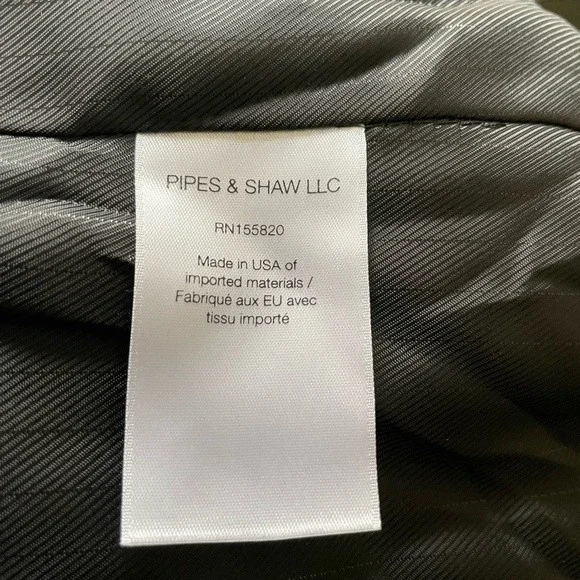 PIPES & SHAW LLC
RN155820
Made in USA of
imported materials /
Fabriqué aux EU avec
tissu importé